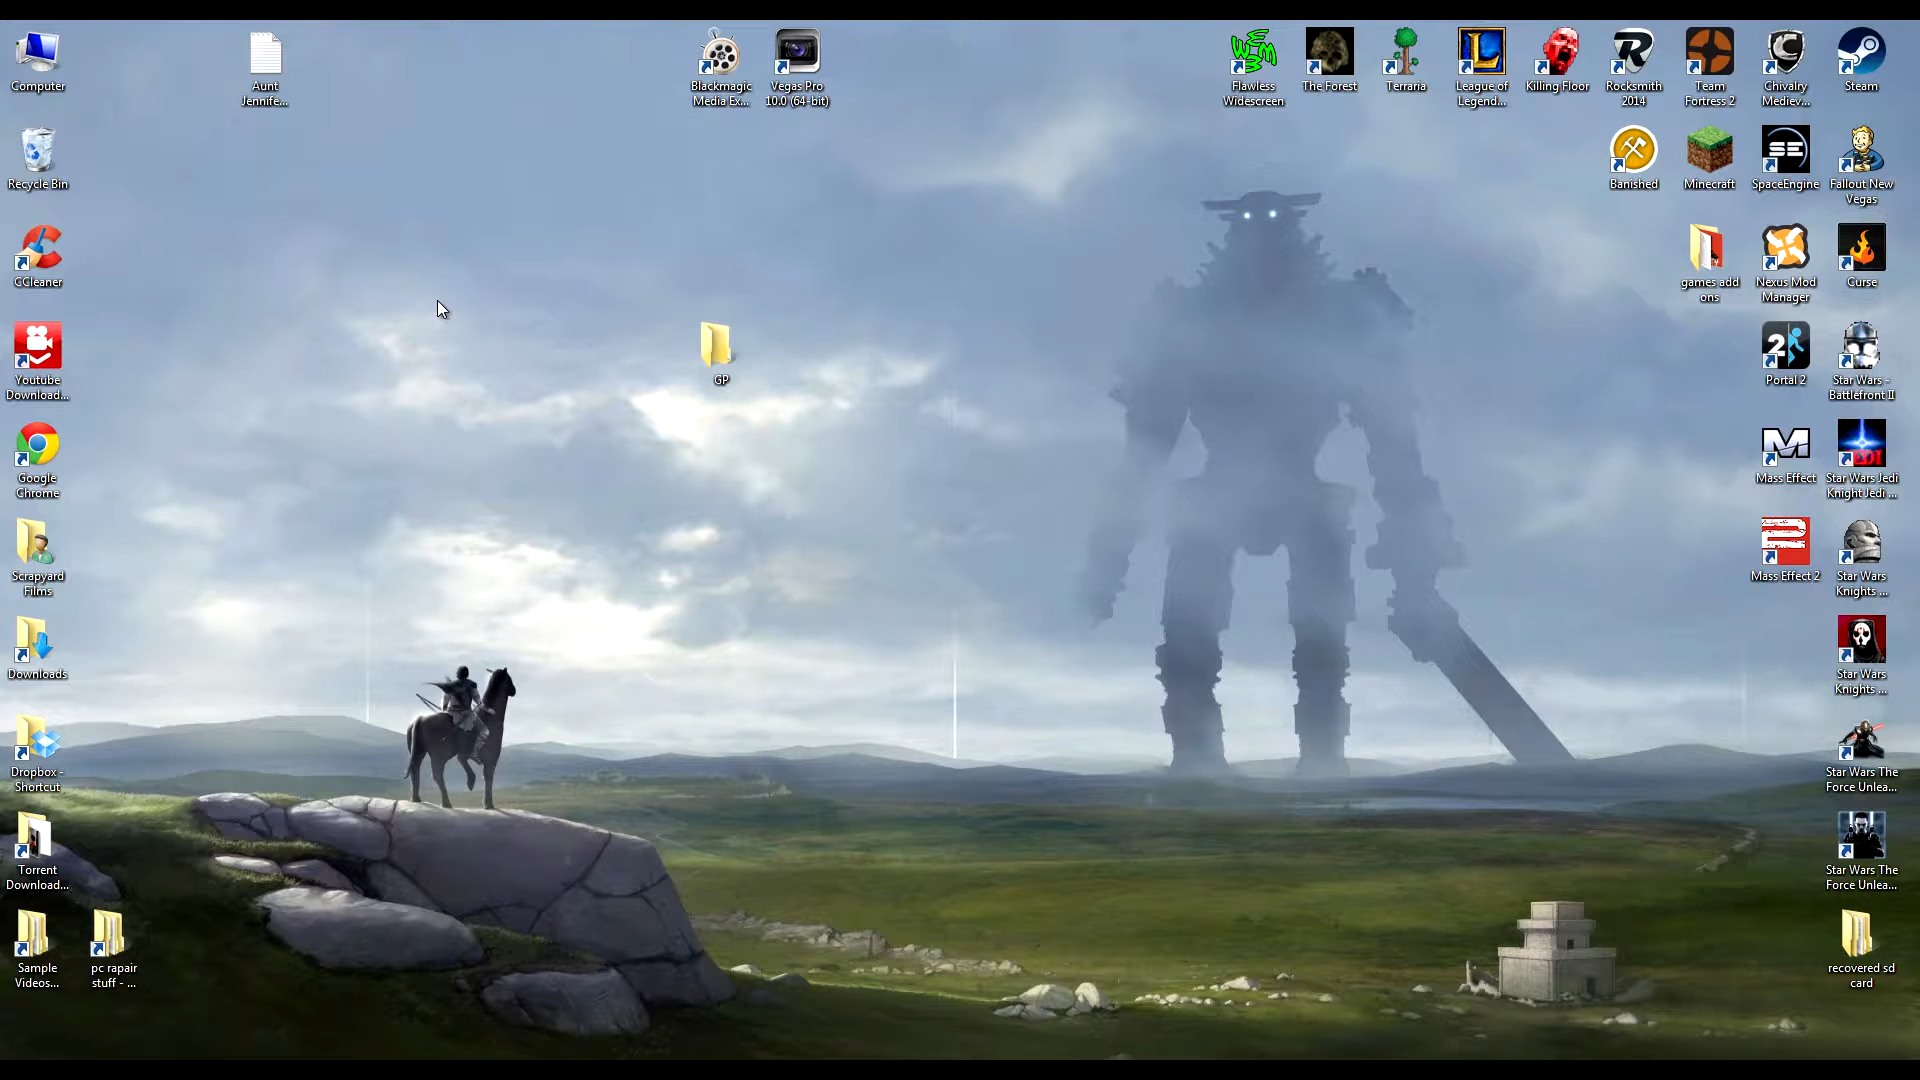 Computer
Aunt
Jennife...
Blackmagic
Media Ex...
Vegas Pro
10.0 (64-bit)
Flawless
Widescreen
The Forest
Terraria
League of
Legend...
Killing Floor
Rocksmith
2014
Team
Fortress 2
Chivalry
Mediev...
Steam
Recycle Bin
Banished
Minecraft
SE
SpaceEngine
Fallout New
Vegas
CCleaner
games add
ons
Nexus Mod
Manager
Curse
Youtube
Download...
GP
2
Portal 2
Star Wars -
Battlefront II
Google
Chrome
M
Mass Effect
Star Wars Jedi
Knight Jedi ...
Scrapyard
Films
2
Mass Effect 2
Star Wars
Knights ...
Downloads
Star Wars
Knights ...
Dropbox -
Shortcut
Star Wars The
Force Unlea...
Torrent
Download...
Star Wars The
Force Unlea...
Sample
Videos...
pc rapair
stuff - ...
recovered sd
card